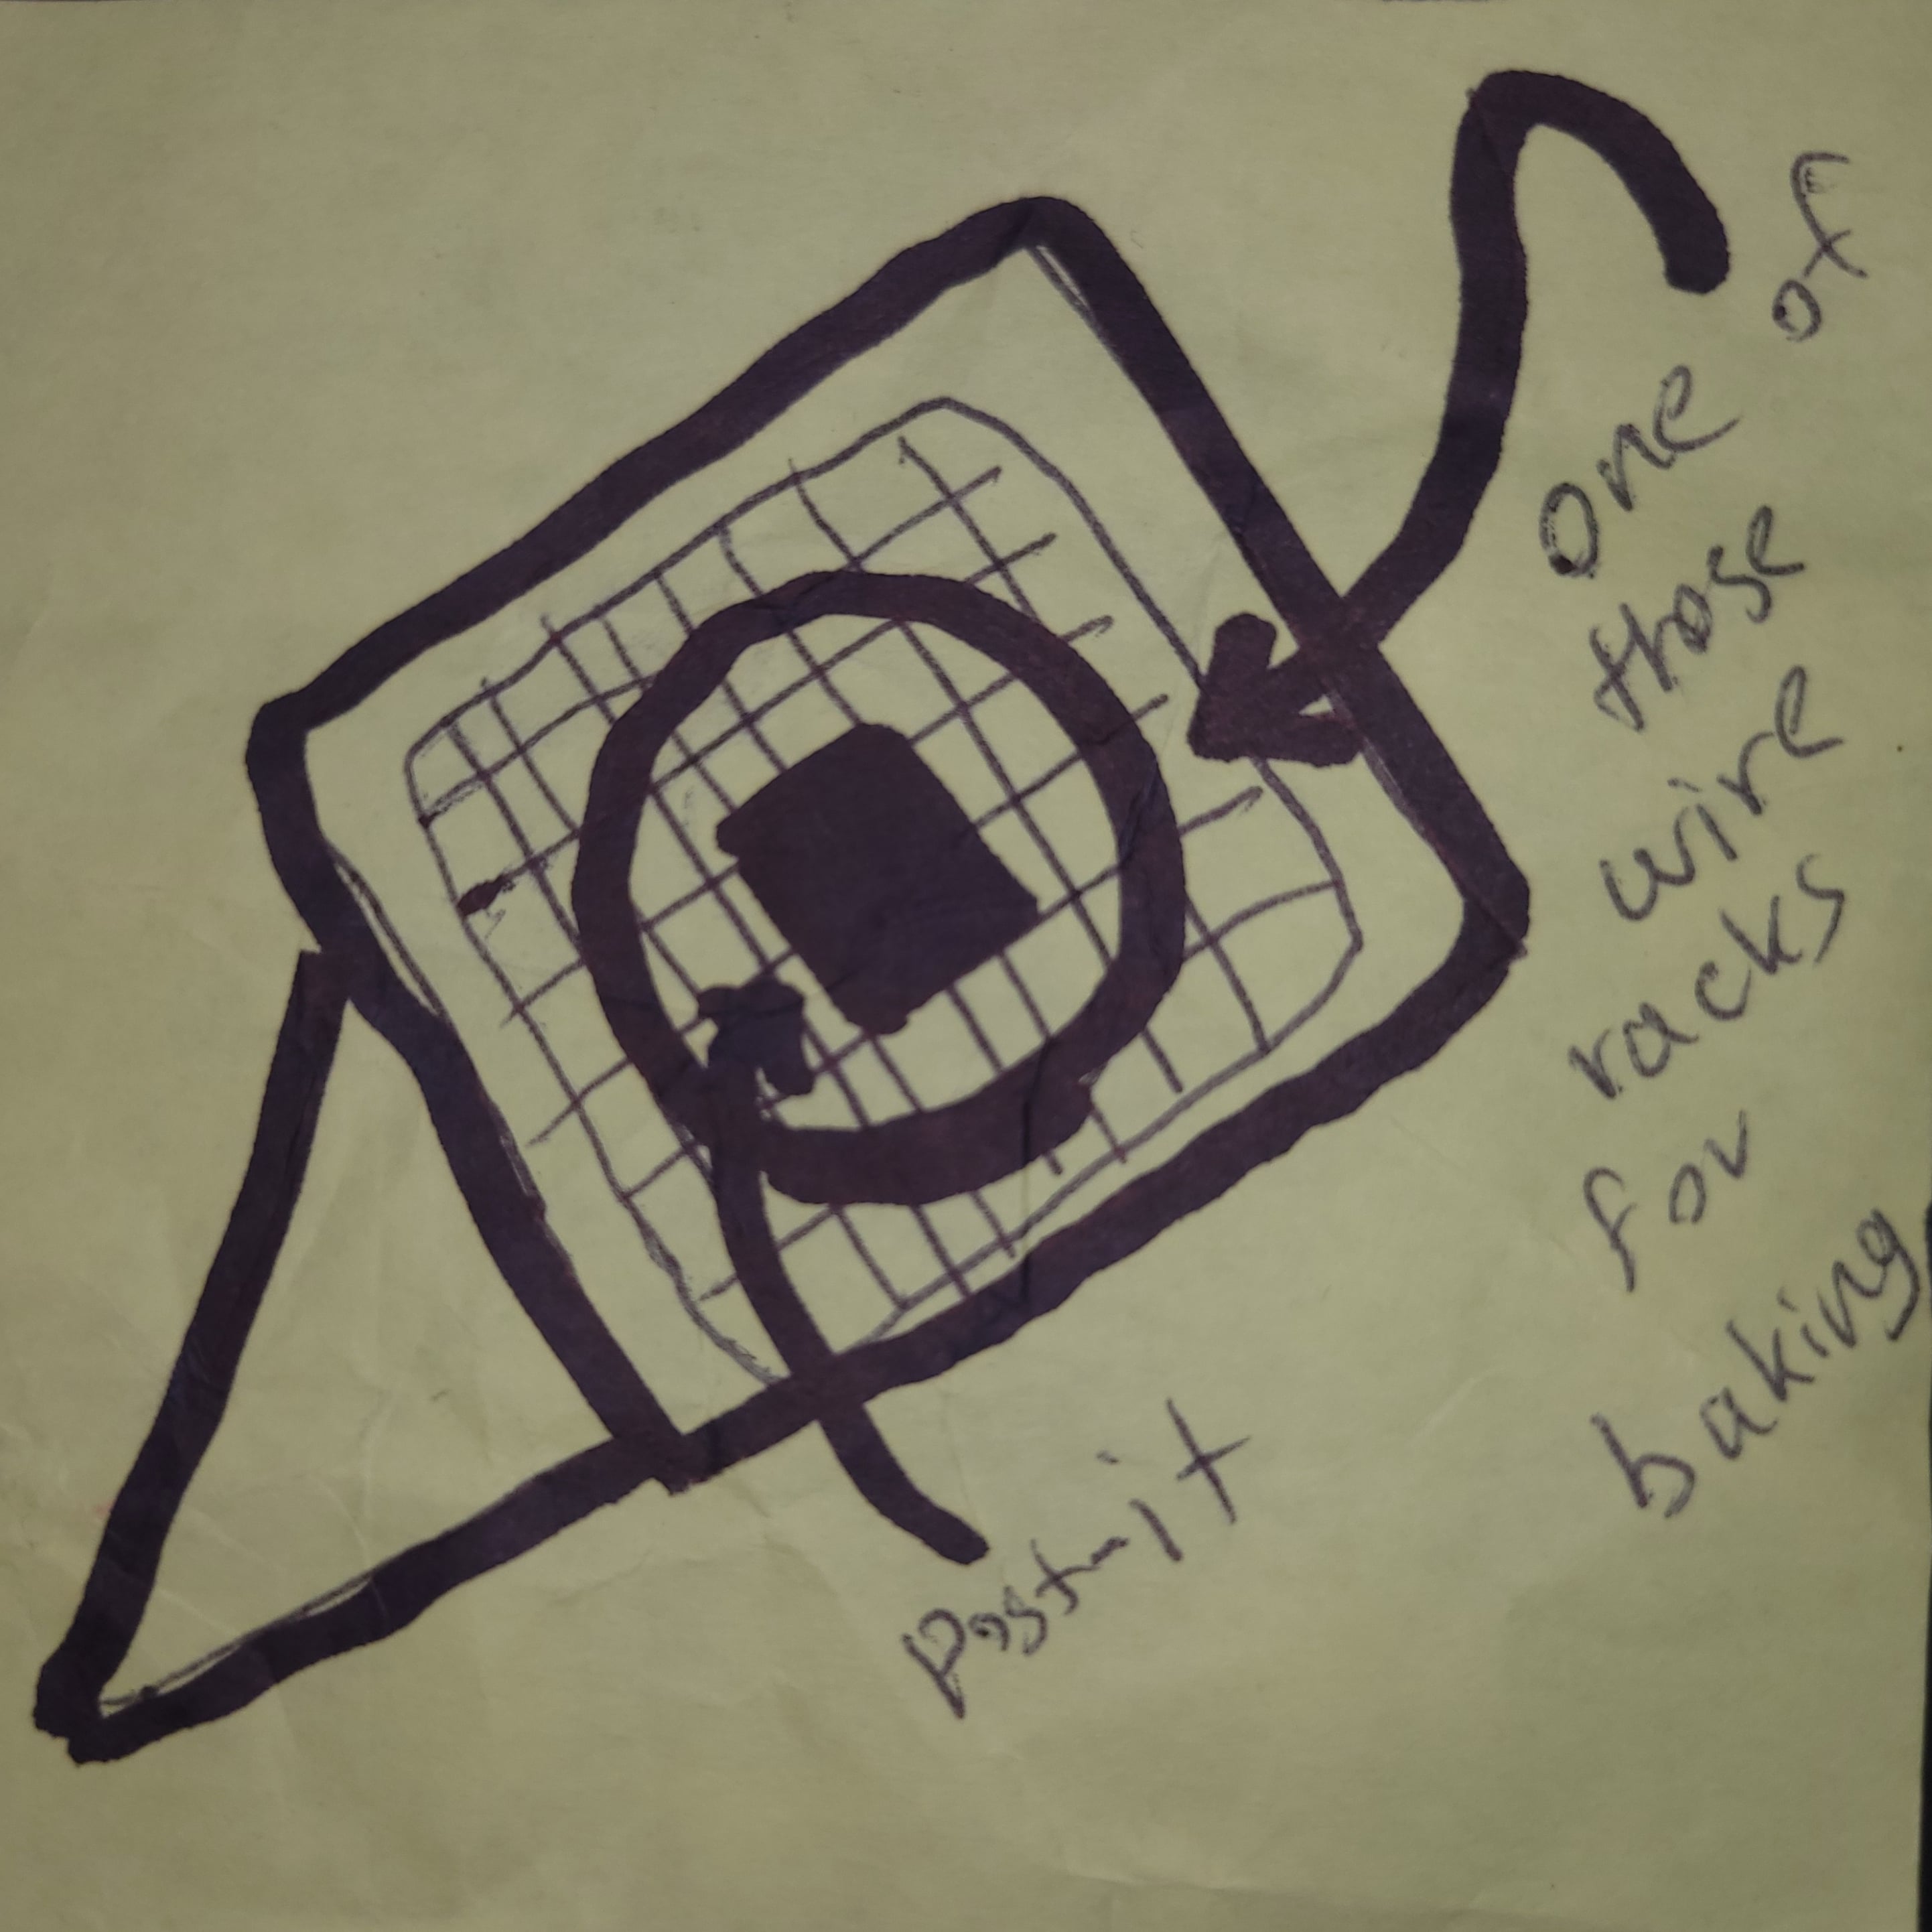 one of
those
wire
racks
for
baking
Post-it